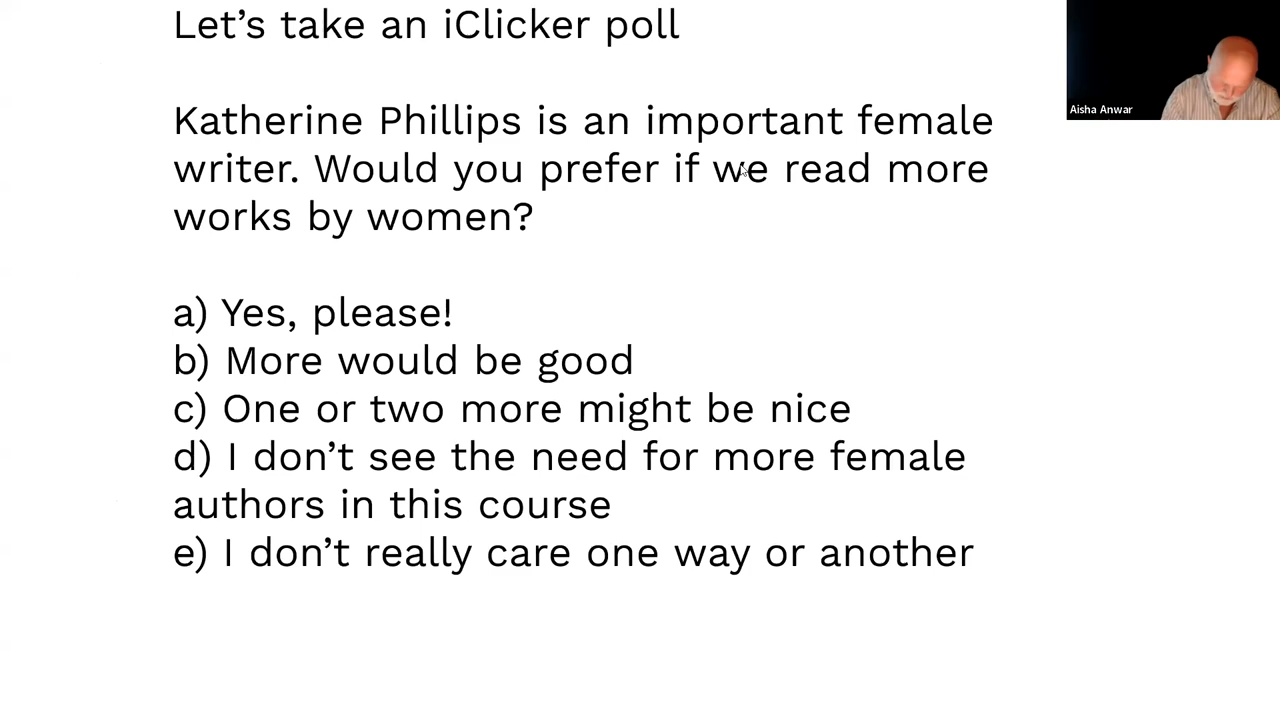 Let’s take an iClicker poll
Katherine Phillips is an important female
writer. Would you prefer if we read more
works by women?
a) Yes, please!
b) More would be good
c) One or two more might be nice
d) I don’t see the need for more female
authors in this course
e) I don’t really care one way or another
Aisha Anwar